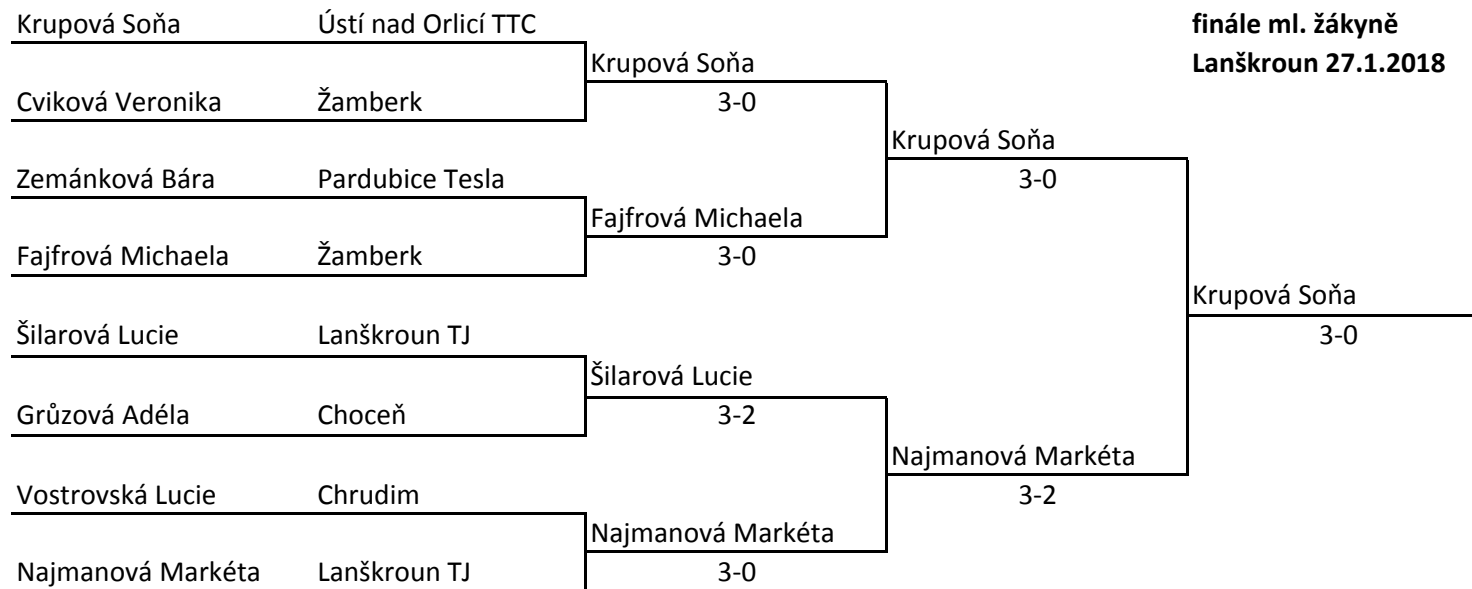 Krupová Soňa Ústí nad Orlicí TTC finále ml. žákyně
Krupová Soňa Lanškroun 27.1.2018
Cviková Veronika Žamberk 3-0
Krupová Soňa
Zemánková Bára Pardubice Tesla 3-0
Fajfrová Michaela
Fajfrová Michaela Žamberk 3-0
Krupová Soňa
Šilarová Lucie Lanškroun TJ 3-0
Šilarová Lucie
Grůzová Adéla Choceň 3-2
Najmanová Markéta
Vostrovská Lucie Chrudim 3-2
Najmanová Markéta
Najmanová Markéta Lanškroun TJ 3-0